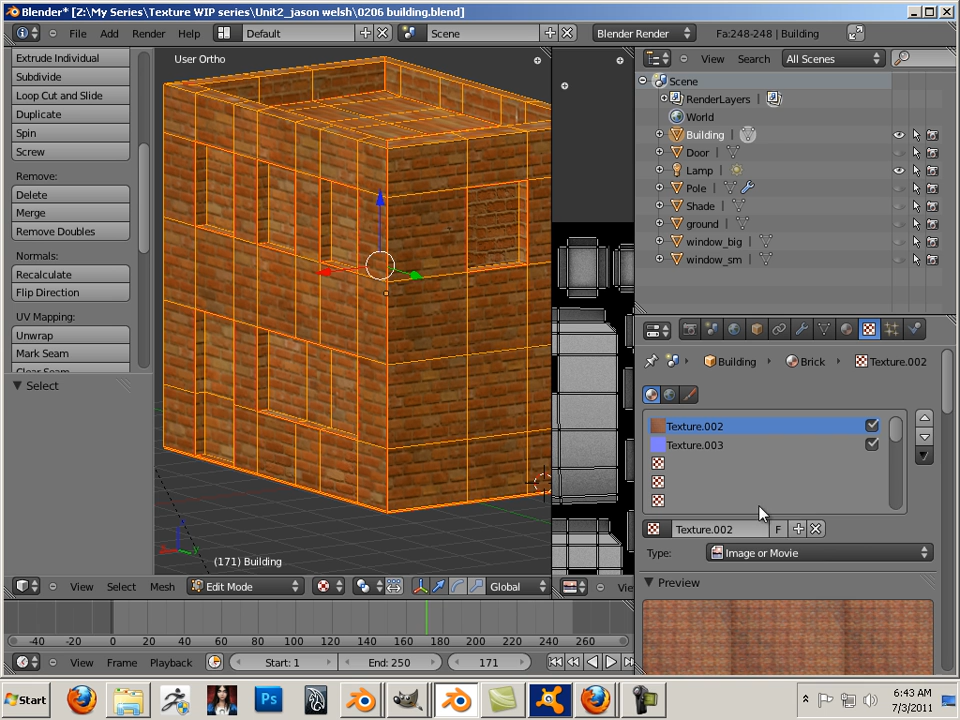 Blender* [Z:\My Series\Texture WIP series\Unit2_jason welsh\0206 building.blend]
File Add Render Help Default Scene Blender Render Fa:248-248 | Building
Extrude Individual
Subdivide
Loop Cut and Slide
Duplicate
Spin
Screw
Remove:
Delete
Merge
Remove Doubles
Normals:
Recalculate
Flip Direction
UV Mapping:
Unwrap
Mark Seam
Clear Seam
Select
User Ortho
(171) Building
View Select Mesh Edit Mode Global
Vie
View Search All Scenes
Scene
RenderLayers |
World
Building |
Door |
Lamp |
Pole |
Shade |
ground |
window_big |
window_sm |
Building Brick Texture.002
Texture.002
Texture.003
Texture.002 F
Type: Image or Movie
Preview
-40 -20 0 20 40 60 80 100 120 140 160 180 200 220 240 260
View Frame Playback Start: 1 End: 250 171
Start Ps
6:43 AM
7/3/2011